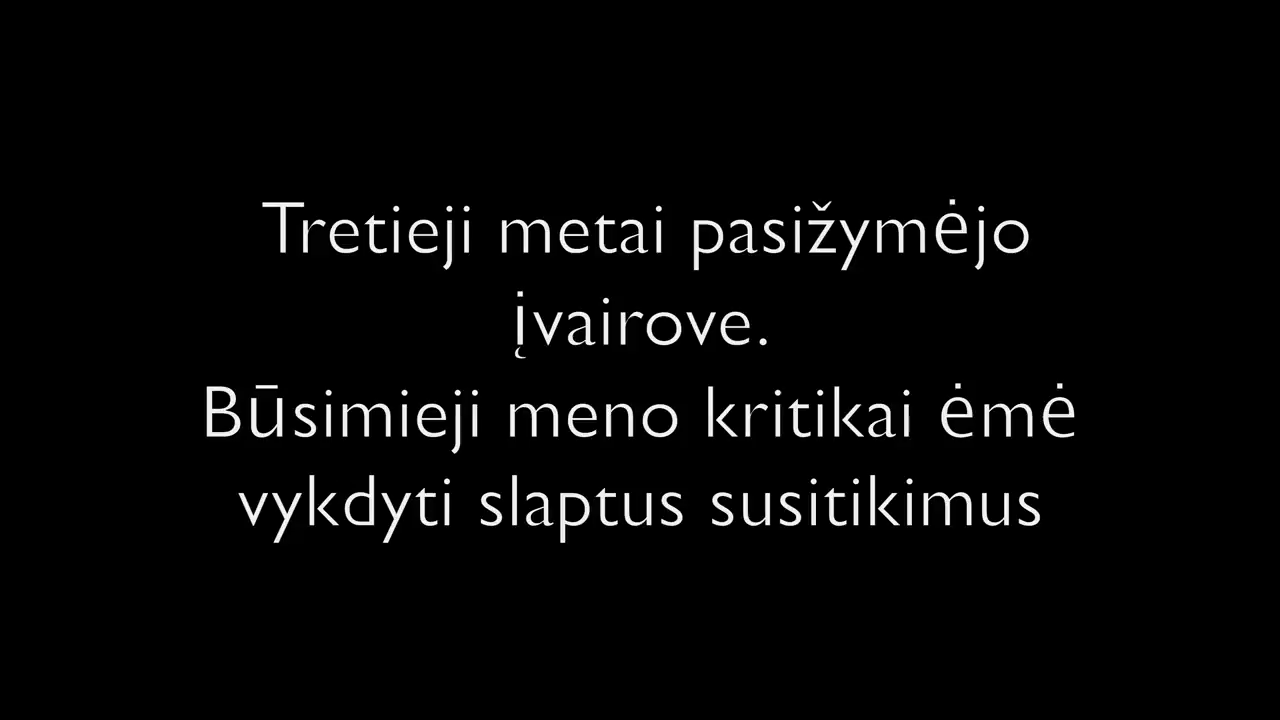 Tretieji metai pasižymėjo
įvairove.
Būsimieji meno kritikai ėmė
vykdyti slaptus susitikimus